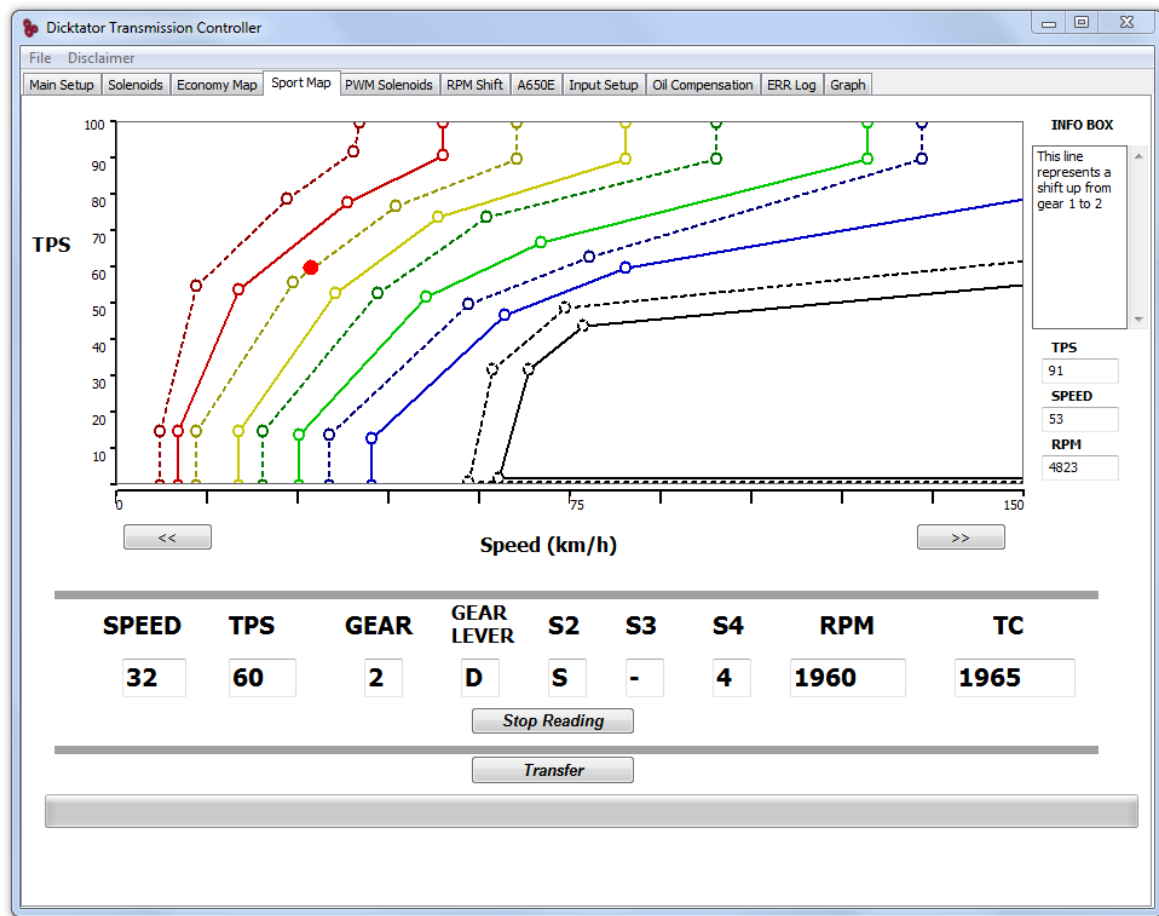 Dicktator Transmission Controller
File Disclaimer
Main Setup Solenoids Economy Map Sport Map PWM Solenoids RPM Shift A650E Input Setup Oil Compensation ERR Log Graph
100
90
80
70
60
50
40
30
20
10
TPS
0 75 150
<< Speed (km/h) >>
INFO BOX
This line
represents a
shift up from
gear 1 to 2
TPS
91
SPEED
53
RPM
4823
SPEED TPS GEAR GEAR LEVER S2 S3 S4 RPM TC
32 60 2 D S - 4 1960 1965
Stop Reading
Transfer